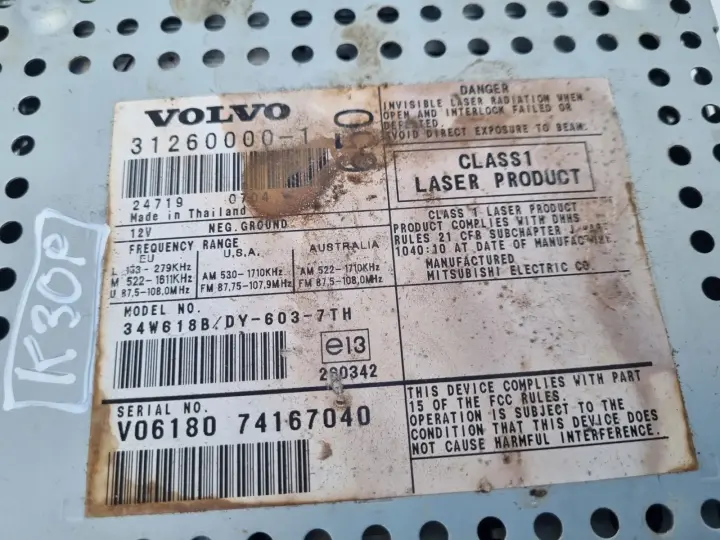 VOLVO
31260000-1
24719
Made in Thailand
12V NEG. GROUND
FREQUENCY RANGE
EU U.S.A. AUSTRALIA
L 279KHz
M 522-1611KHz AM 530-1710KHz AM 522-1710KHz
U 87.5-108.0MHz FM 87.75-107.9MHz FM 87.5-108.0MHz
MODEL NO.
34W618B/DY-603-7TH
e13
260342
SERIAL NO.
V06180 74167040
DANGER
INVISIBLE LASER RADIATION WHEN
OPEN AND INTERLOCK FAILED OR
DEFEATED.
AVOID DIRECT EXPOSURE TO BEAM.
CLASS1
LASER PRODUCT
CLASS 1 LASER PRODUCT
PRODUCT COMPLIES WITH DHHS
RULES 21 CFR SUBCHAPTER J PART
1040:10 AT DATE OF MANUFACTURE.
MANUFACTURED
MITSUBISHI ELECTRIC CO.
THIS DEVICE COMPLIES WITH PART
15 OF THE FCC RULES.
OPERATION IS SUBJECT TO THE
CONDITION THAT THIS DEVICE DOES
NOT CAUSE HARMFUL INTERFERENCE.
K30P